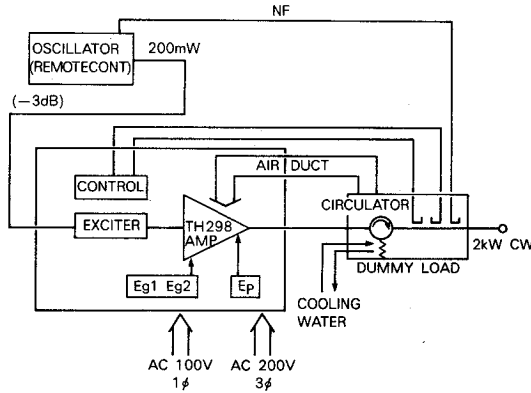 NF
OSCILLATOR
(REMOTECONT)
200mW
(−3dB)
CONTROL
AIR DUCT
CIRCULATOR
EXCITER
TH298
AMP
2kW CW
DUMMY LOAD
Eg1 Eg2
EP
COOLING
WATER
AC 100V
1φ
AC 200V
3φ